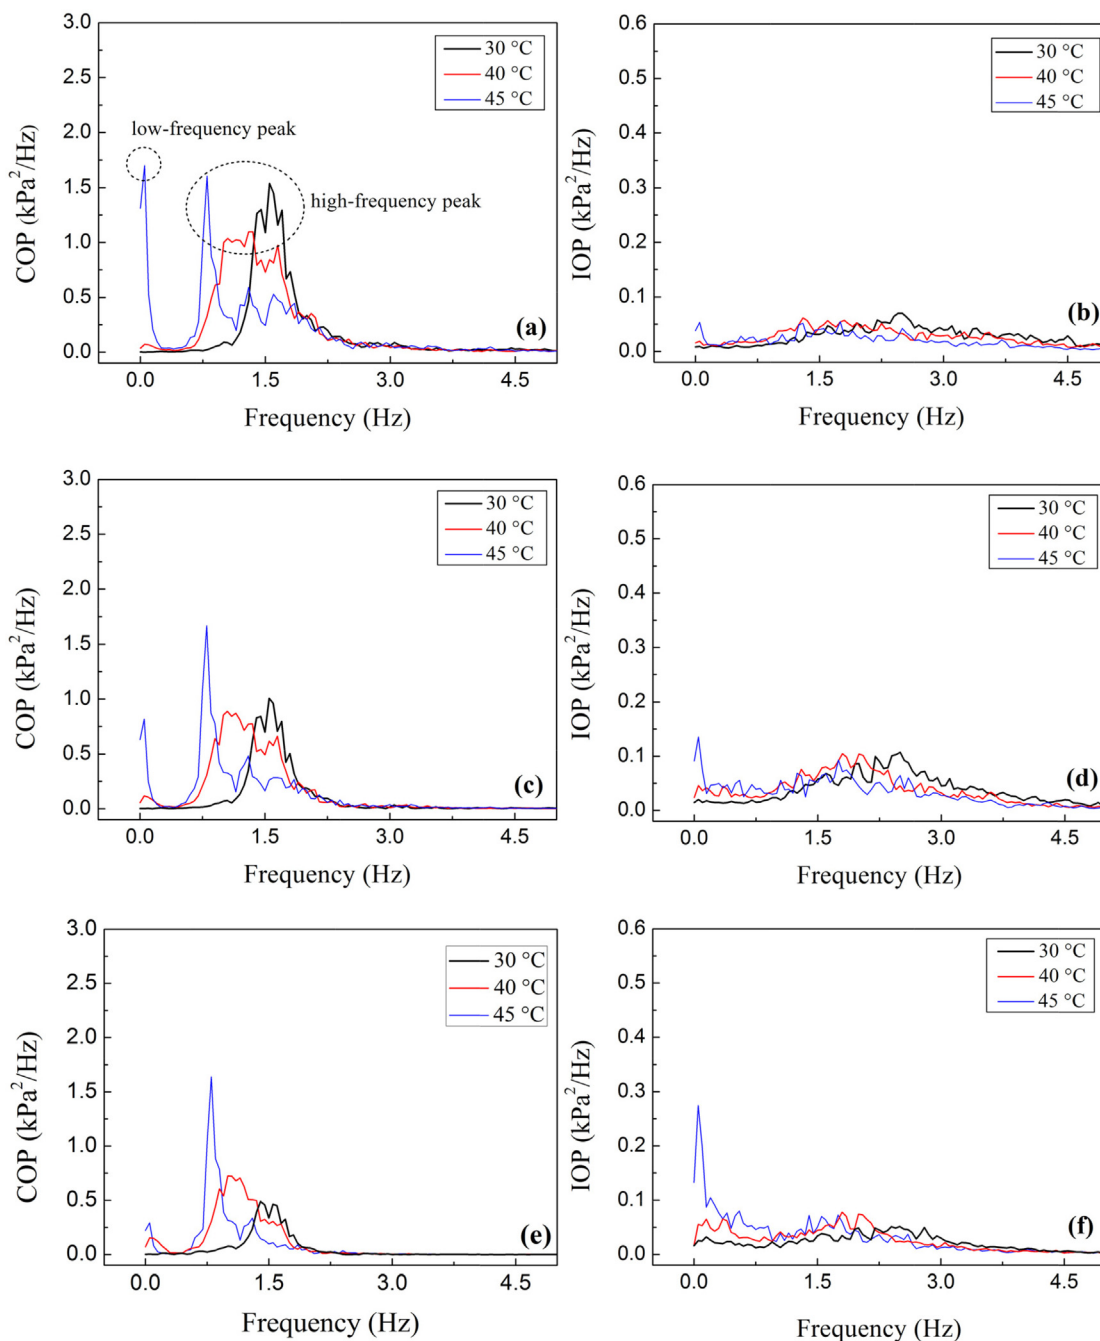 3.0
2.5
2.0
1.5
1.0
0.5
0.0
COP (kPa²/Hz)
30 °C
40 °C
45 °C
low-frequency peak
high-frequency peak
(a)
0.0 1.5 3.0 4.5
Frequency (Hz)
0.6
0.5
0.4
0.3
0.2
0.1
0.0
IOP (kPa²/Hz)
30 °C
40 °C
45 °C
(b)
0.0 1.5 3.0 4.5
Frequency (Hz)
3.0
2.5
2.0
1.5
1.0
0.5
0.0
COP (kPa²/Hz)
30 °C
40 °C
45 °C
(c)
0.0 1.5 3.0 4.5
Frequency (Hz)
0.6
0.5
0.4
0.3
0.2
0.1
0.0
IOP (kPa²/Hz)
30 °C
40 °C
45 °C
(d)
0.0 1.5 3.0 4.5
Frequency (Hz)
3.0
2.5
2.0
1.5
1.0
0.5
0.0
COP (kPa²/Hz)
30 °C
40 °C
45 °C
(e)
0.0 1.5 3.0 4.5
Frequency (Hz)
0.6
0.5
0.4
0.3
0.2
0.1
0.0
IOP (kPa²/Hz)
30 °C
40 °C
45 °C
(f)
0.0 1.5 3.0 4.5
Frequency (Hz)